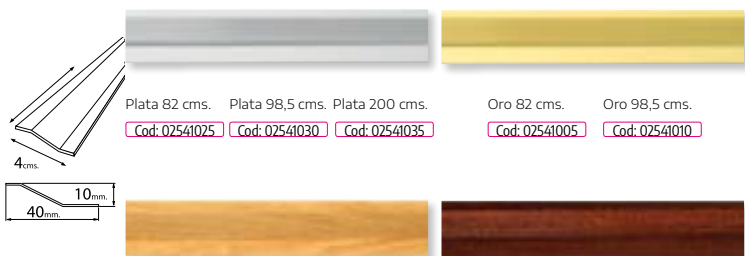 Plata 82 cms. Plata 98,5 cms. Plata 200 cms. Oro 82 cms. Oro 98,5 cms.
Cod: 02541025 Cod: 02541030 Cod: 02541035 Cod: 02541005 Cod: 02541010
4cms.
10mm.
40mm.